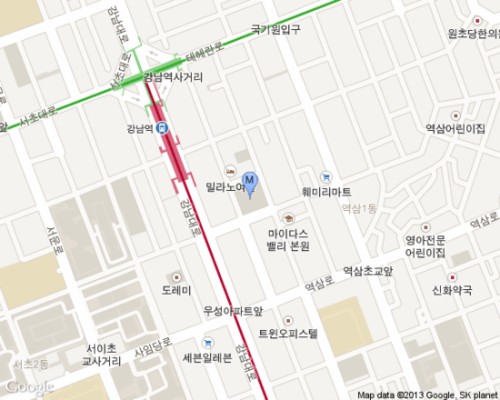 강남대로
국기원입구
원초당한의원
테헤란로
서초대로
강남역사거리
서초대로
강남역
역삼어린이집
밀라노여
M
훼미리마트
역삼1동
강남대로
마이다스
밸리 본원
영아전문
어린이집
서운로
역삼로
역삼초교앞
도레미
신화약국
우성아파트앞
트윈오피스텔
사임당로
서이초
교사거리
세븐일레븐
강남대로
서초2동
Google
Map data ©2013 Google, SK planet